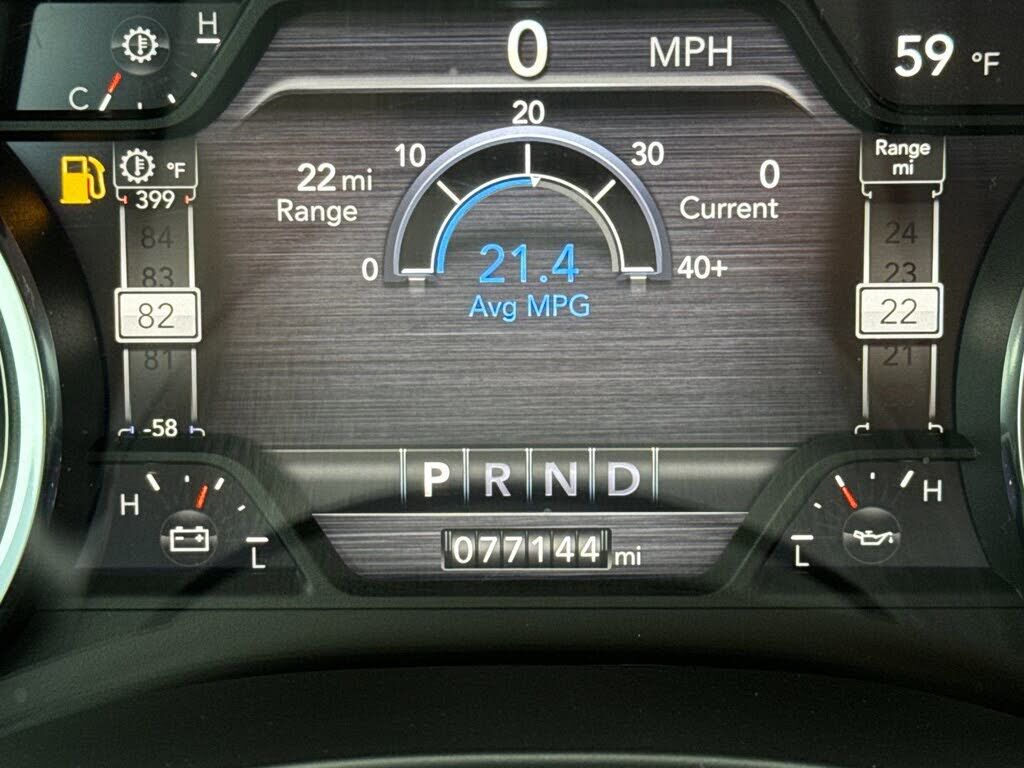 H
C
0 MPH
59 °F
20
10
30
22 mi
Range
0
Current
0
40+
21.4
Avg MPG
°F
399
84
83
82
81
-58
Range
mi
24
23
22
21
P R N D
H
L
077144 mi
L
H